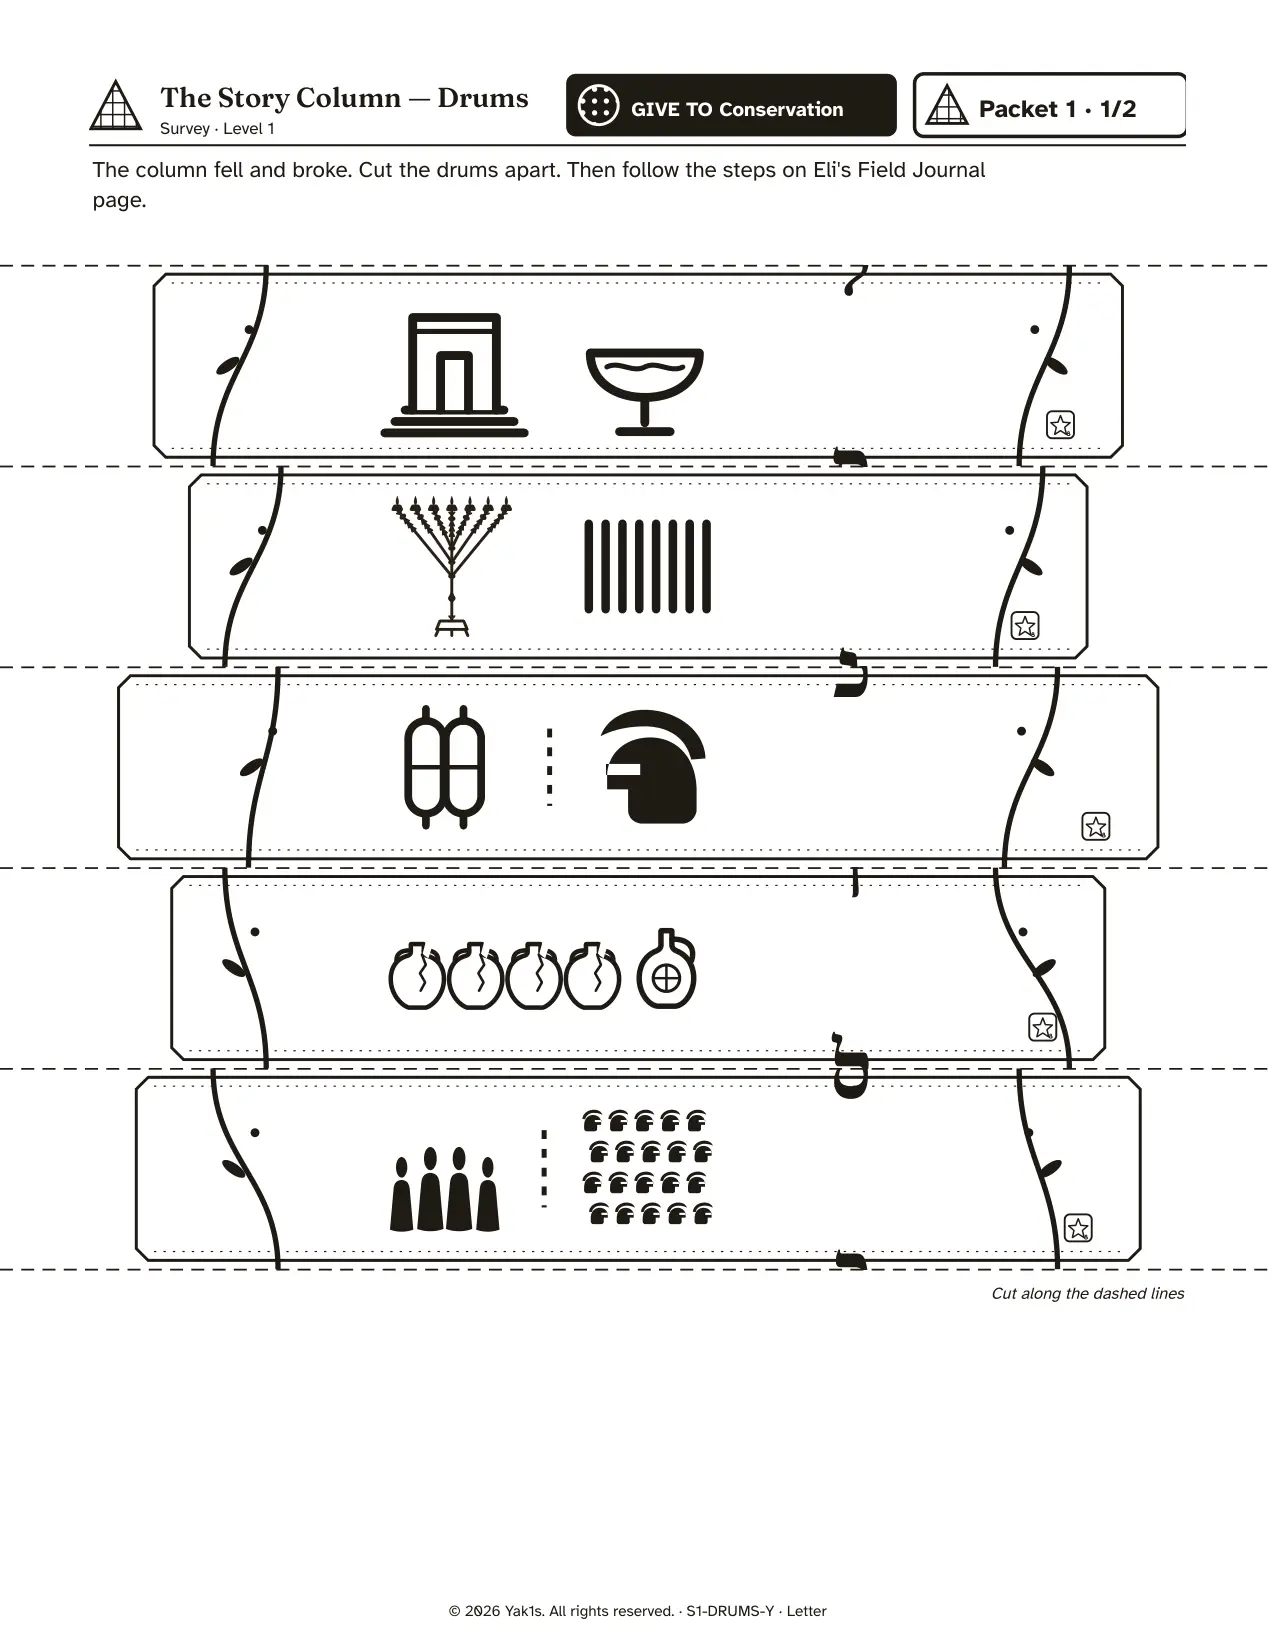 The Story Column — Drums
Survey · Level 1
GIVE TO Conservation
Packet 1 · 1/2
The column fell and broke. Cut the drums apart. Then follow the steps on Eli's Field Journal
page.
Cut along the dashed lines
© 2026 Yak1s. All rights reserved. · S1-DRUMS-Y · Letter